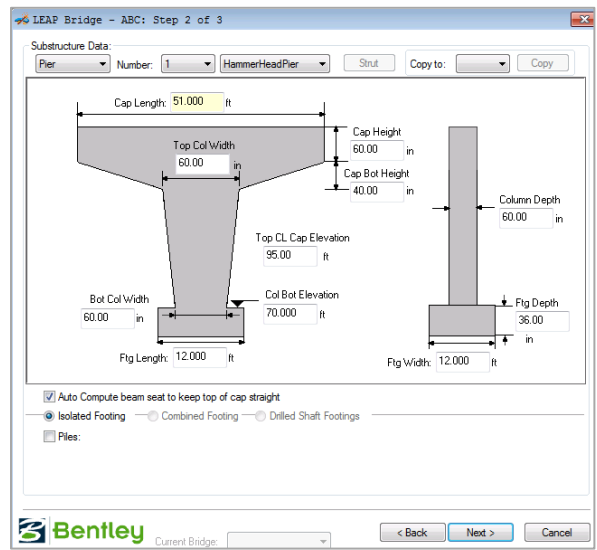 LEAP Bridge - ABC: Step 2 of 3
Substructure Data:
Pier Number: 1 HammerHeadPier Strut Copy to: Copy
Cap Length: 51.000 ft
Cap Height
60.00 in
Top Col Width
60.00 in
Cap Bot Height
40.00 in
Column Depth
60.00 in
Top CL Cap Elevation
95.00 ft
Bot Col Width
60.00 in
Col Bot Elevation
70.000 ft
Ftg Depth
36.00
in
Ftg Length: 12.000 ft
Ftg Width: 12.000 ft
Auto Compute beam seat to keep top of cap straight
Isolated Footing Combined Footing Drilled Shaft Footings
Piles:
Bentley
Current Bridge:
< Back Next > Cancel